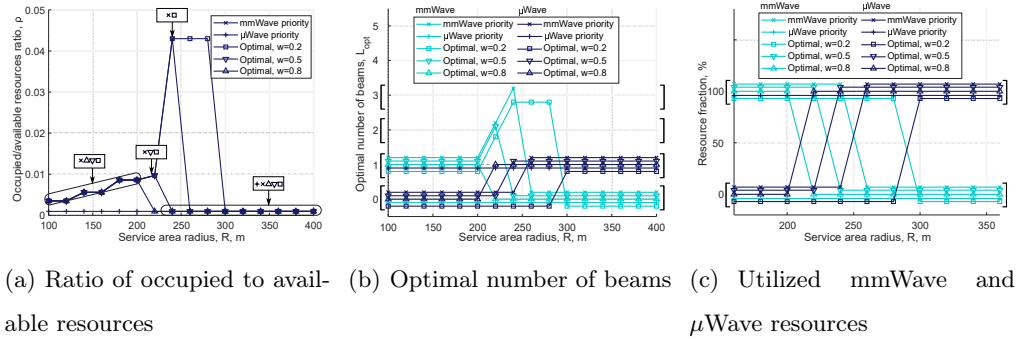 Occupied/available resources ratio, ρ
0.05
0.04
0.03
0.02
0.01
0
100 150 200 250 300 350 400
Service area radius, R, m
mmWave priority
μWave priority
Optimal, w=0.2
Optimal, w=0.5
Optimal, w=0.8
Optimal number of beams, L_opt
5
4
3
2
1
0
100 150 200 250 300 350 400
Service area radius, R, m
mmWave μWave
mmWave priority mmWave priority
μWave priority μWave priority
Optimal, w=0.2 Optimal, w=0.2
Optimal, w=0.5 Optimal, w=0.5
Optimal, w=0.8 Optimal, w=0.8
Resource fraction, %
100
50
0
200 250 300 350
Service area radius, R, m
mmWave μWave
mmWave priority mmWave priority
μWave priority μWave priority
Optimal, w=0.2 Optimal, w=0.2
Optimal, w=0.5 Optimal, w=0.5
Optimal, w=0.8 Optimal, w=0.8
(a) Ratio of occupied to avail-
able resources
(b) Optimal number of beams
(c) Utilized mmWave and
μWave resources